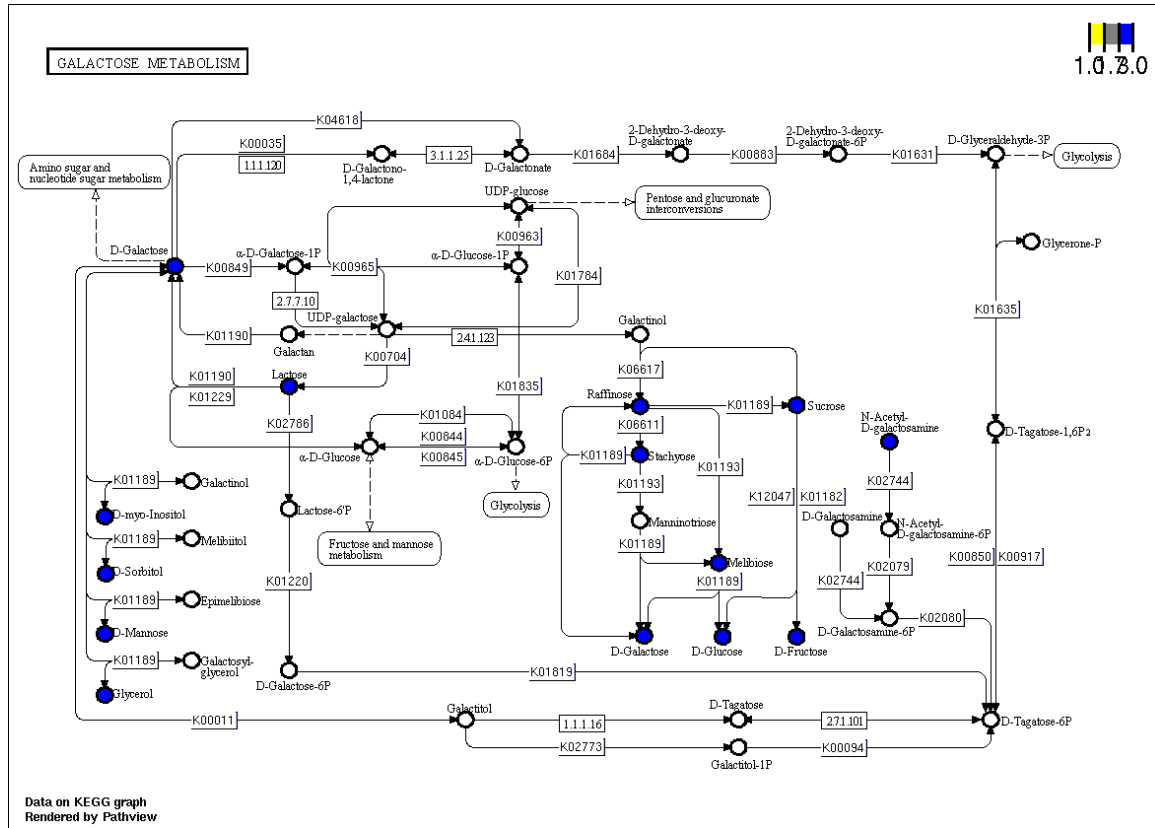 GALACTOSE METABOLISM
K04618
K00035
1.1.1.120
D-Galactono-
1,4-lactone
3.1.1.25
D-Galactonate
K01684
2-Dehydro-3-deoxy-
D-galactonate
K00883
2-Dehydro-3-deoxy-
D-galactonate-6P
K01631
D-Glyceraldehyde-3P
Glycolysis
Amino sugar and
nucleotide sugar metabolism
UDP-glucose
Pentose and glucuronate
interconversions
K00963
Glycerone-P
D-Galactose
K00849
α-D-Galactose-1P
K00965
α-D-Glucose-1P
K01784
2.7.7.10
UDP-galactose
K01635
K01190
Galactan
2.4.1.123
Galactinol
K00704
K01190
K01229
Lactose
K01835
K06617
Raffinose
K01189
Sucrose
K02786
K01084
K00844
K00845
α-D-Glucose
α-D-Glucose-6P
K06611
K01189
Stachyose
K01193
N-Acetyl-
D-galactosamine
D-Tagatose-1,6P2
K01193
K02744
K12047
K01182
K01189
Galactinol
D-myo-Inositol
Lactose-6'P
Glycolysis
Fructose and mannose
metabolism
Manninotriose
K01189
D-Galactosamine
N-Acetyl-
D-galactosamine-6P
K00850
K00917
K01189
Melibiitol
D-Sorbitol
K01220
Melibiose
K01189
K02744
K02079
K01189
Epimelibiose
D-Mannose
D-Galactosamine-6P
K02080
D-Galactose
D-Glucose
D-Fructose
K01189
Galactosyl-
glycerol
Glycerol
D-Galactose-6P
K01819
K00011
Galactitol
1.1.1.16
D-Tagatose
2.7.1.101
D-Tagatose-6P
K02773
Galactitol-1P
K00094
Data on KEGG graph
Rendered by Pathview